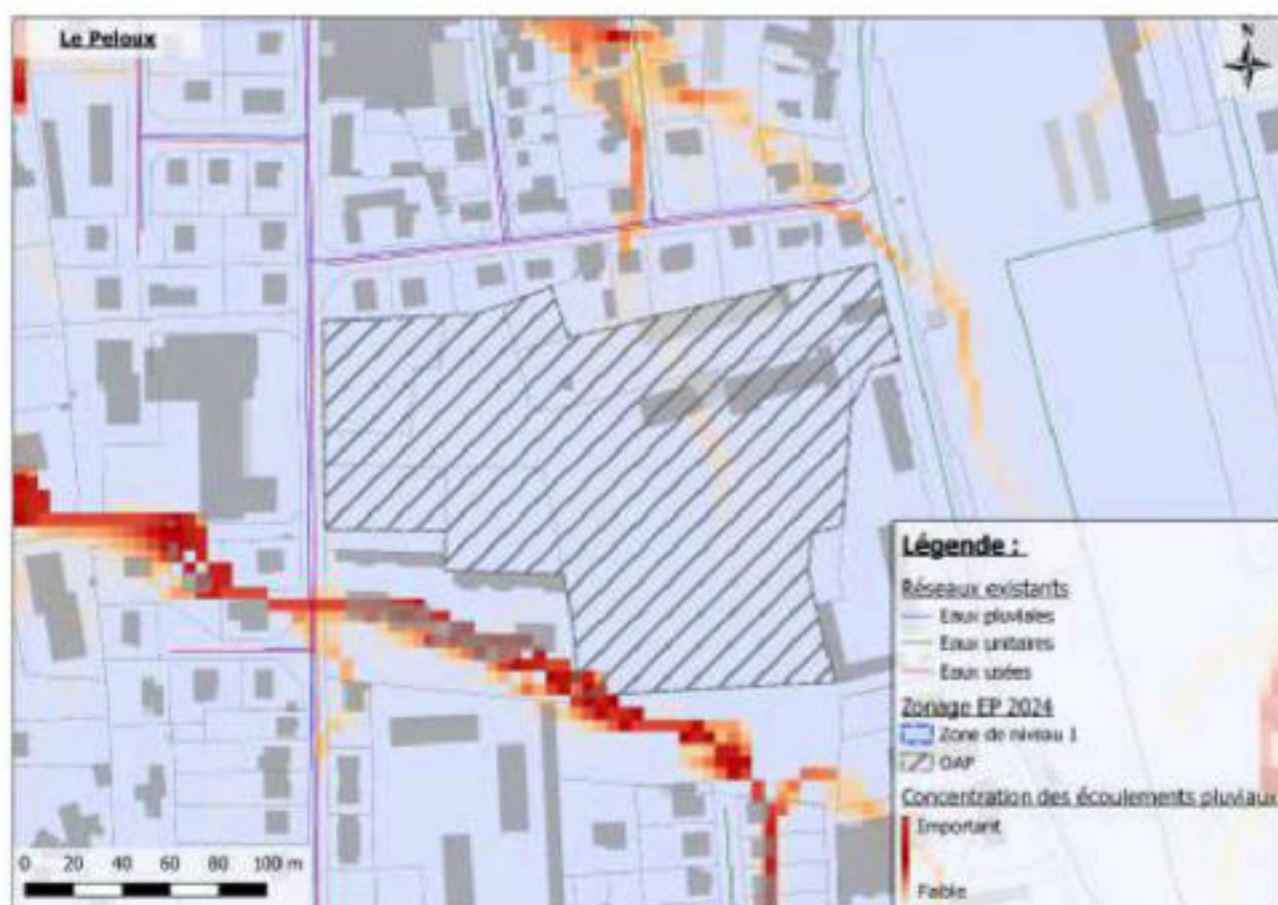 Le Peloux
N
Légende :
Réseaux existants
Eaux pluviales
Eaux unitaires
Eaux usées
Zonage EP 2024
Zone de niveau 1
OAP
Concentration des écoulements pluviaux
Important
Faible
0 20 40 60 80 100 m